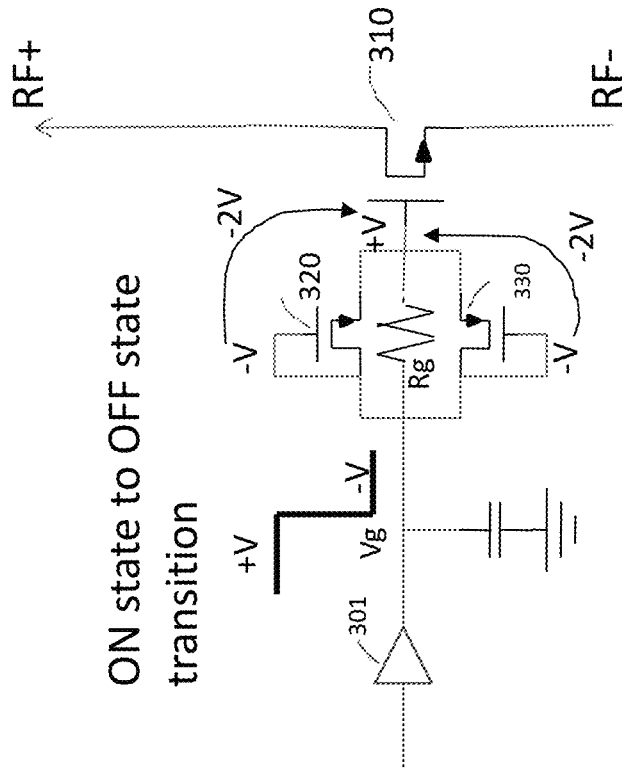 ON state to OFF state
transition
+V
-V
Vg
301
-V
320
-2V
+V
Rg
-V
330
-2V
310
RF+
RF-